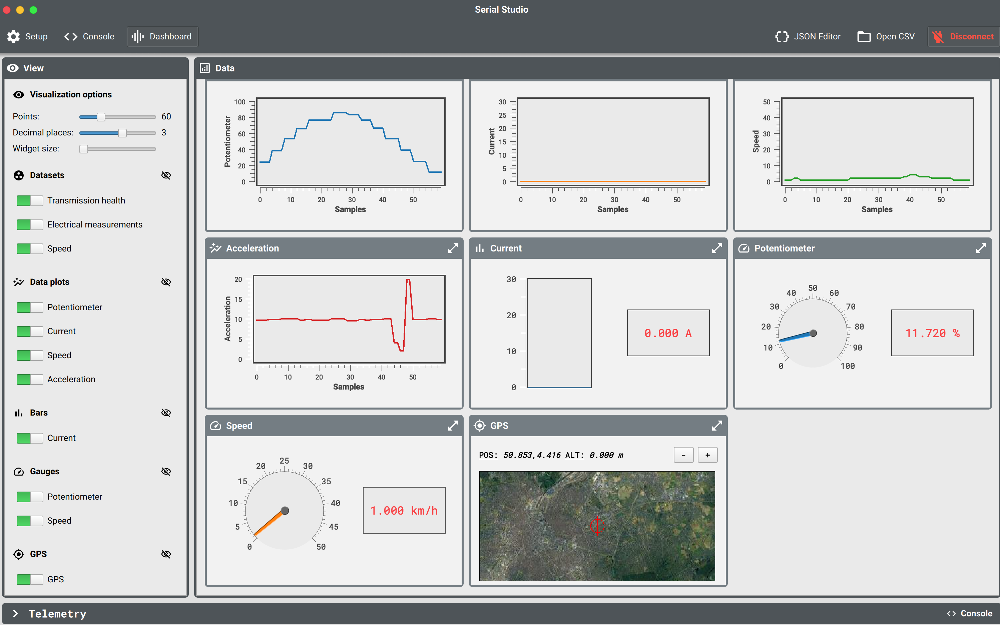 Serial Studio
Setup
Console
Dashboard
JSON Editor
Open CSV
Disconnect
View
Visualization options
Points:
60
Decimal places:
3
Widget size:
Datasets
Transmission health
Electrical measurements
Speed
Data plots
Potentiometer
Current
Speed
Acceleration
Bars
Current
Gauges
Potentiometer
Speed
GPS
GPS
Data
100
80
60
40
20
0
Potentiometer
0 10 20 30 40 50
Samples
30
25
20
15
10
5
0
Current
0 10 20 30 40 50
Samples
50
40
30
20
10
0
Speed
0 10 20 30 40 50
Samples
Acceleration
20
15
10
5
0
Acceleration
0 10 20 30 40 50
Samples
Current
30
20
10
0
0.000 A
Potentiometer
0 10 20 30 40 50 60 70 80 90 100
11.720 %
Speed
0 5 10 15 20 25 30 35 40 45 50
1.000 km/h
GPS
POS: 50.853,4.416 ALT: 0.000 m
- +
Telemetry
Console